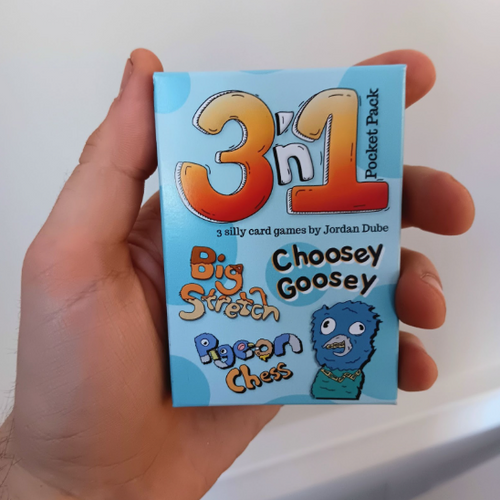 3'n1
Pocket Pack
3 silly card games by Jordan Dube
Big
Stretch
Choosey
Goosey
Pigeon
Chess